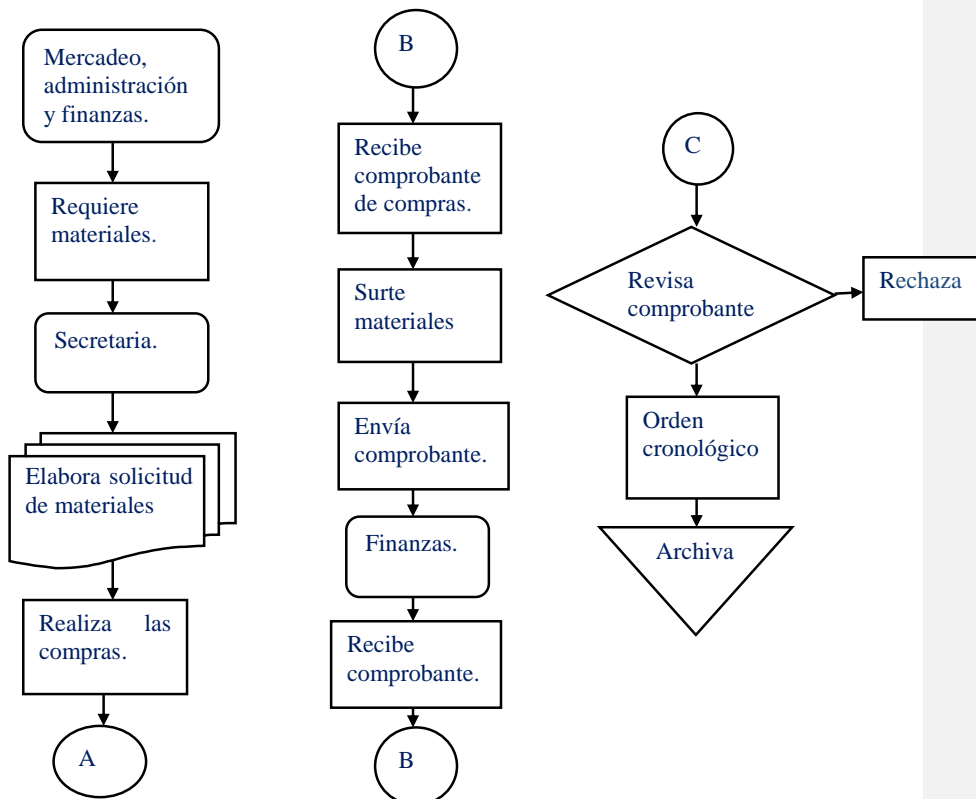 Mercadeo,
administración
y finanzas.
Requiere
materiales.
Secretaria.
Elabora solicitud
de materiales
Realiza las
compras.
A
B
Recibe
comprobante
de compras.
Surte
materiales
Envía
comprobante.
Finanzas.
Recibe
comprobante.
B
C
Revisa
comprobante
Rechaza
Orden
cronológico
Archiva